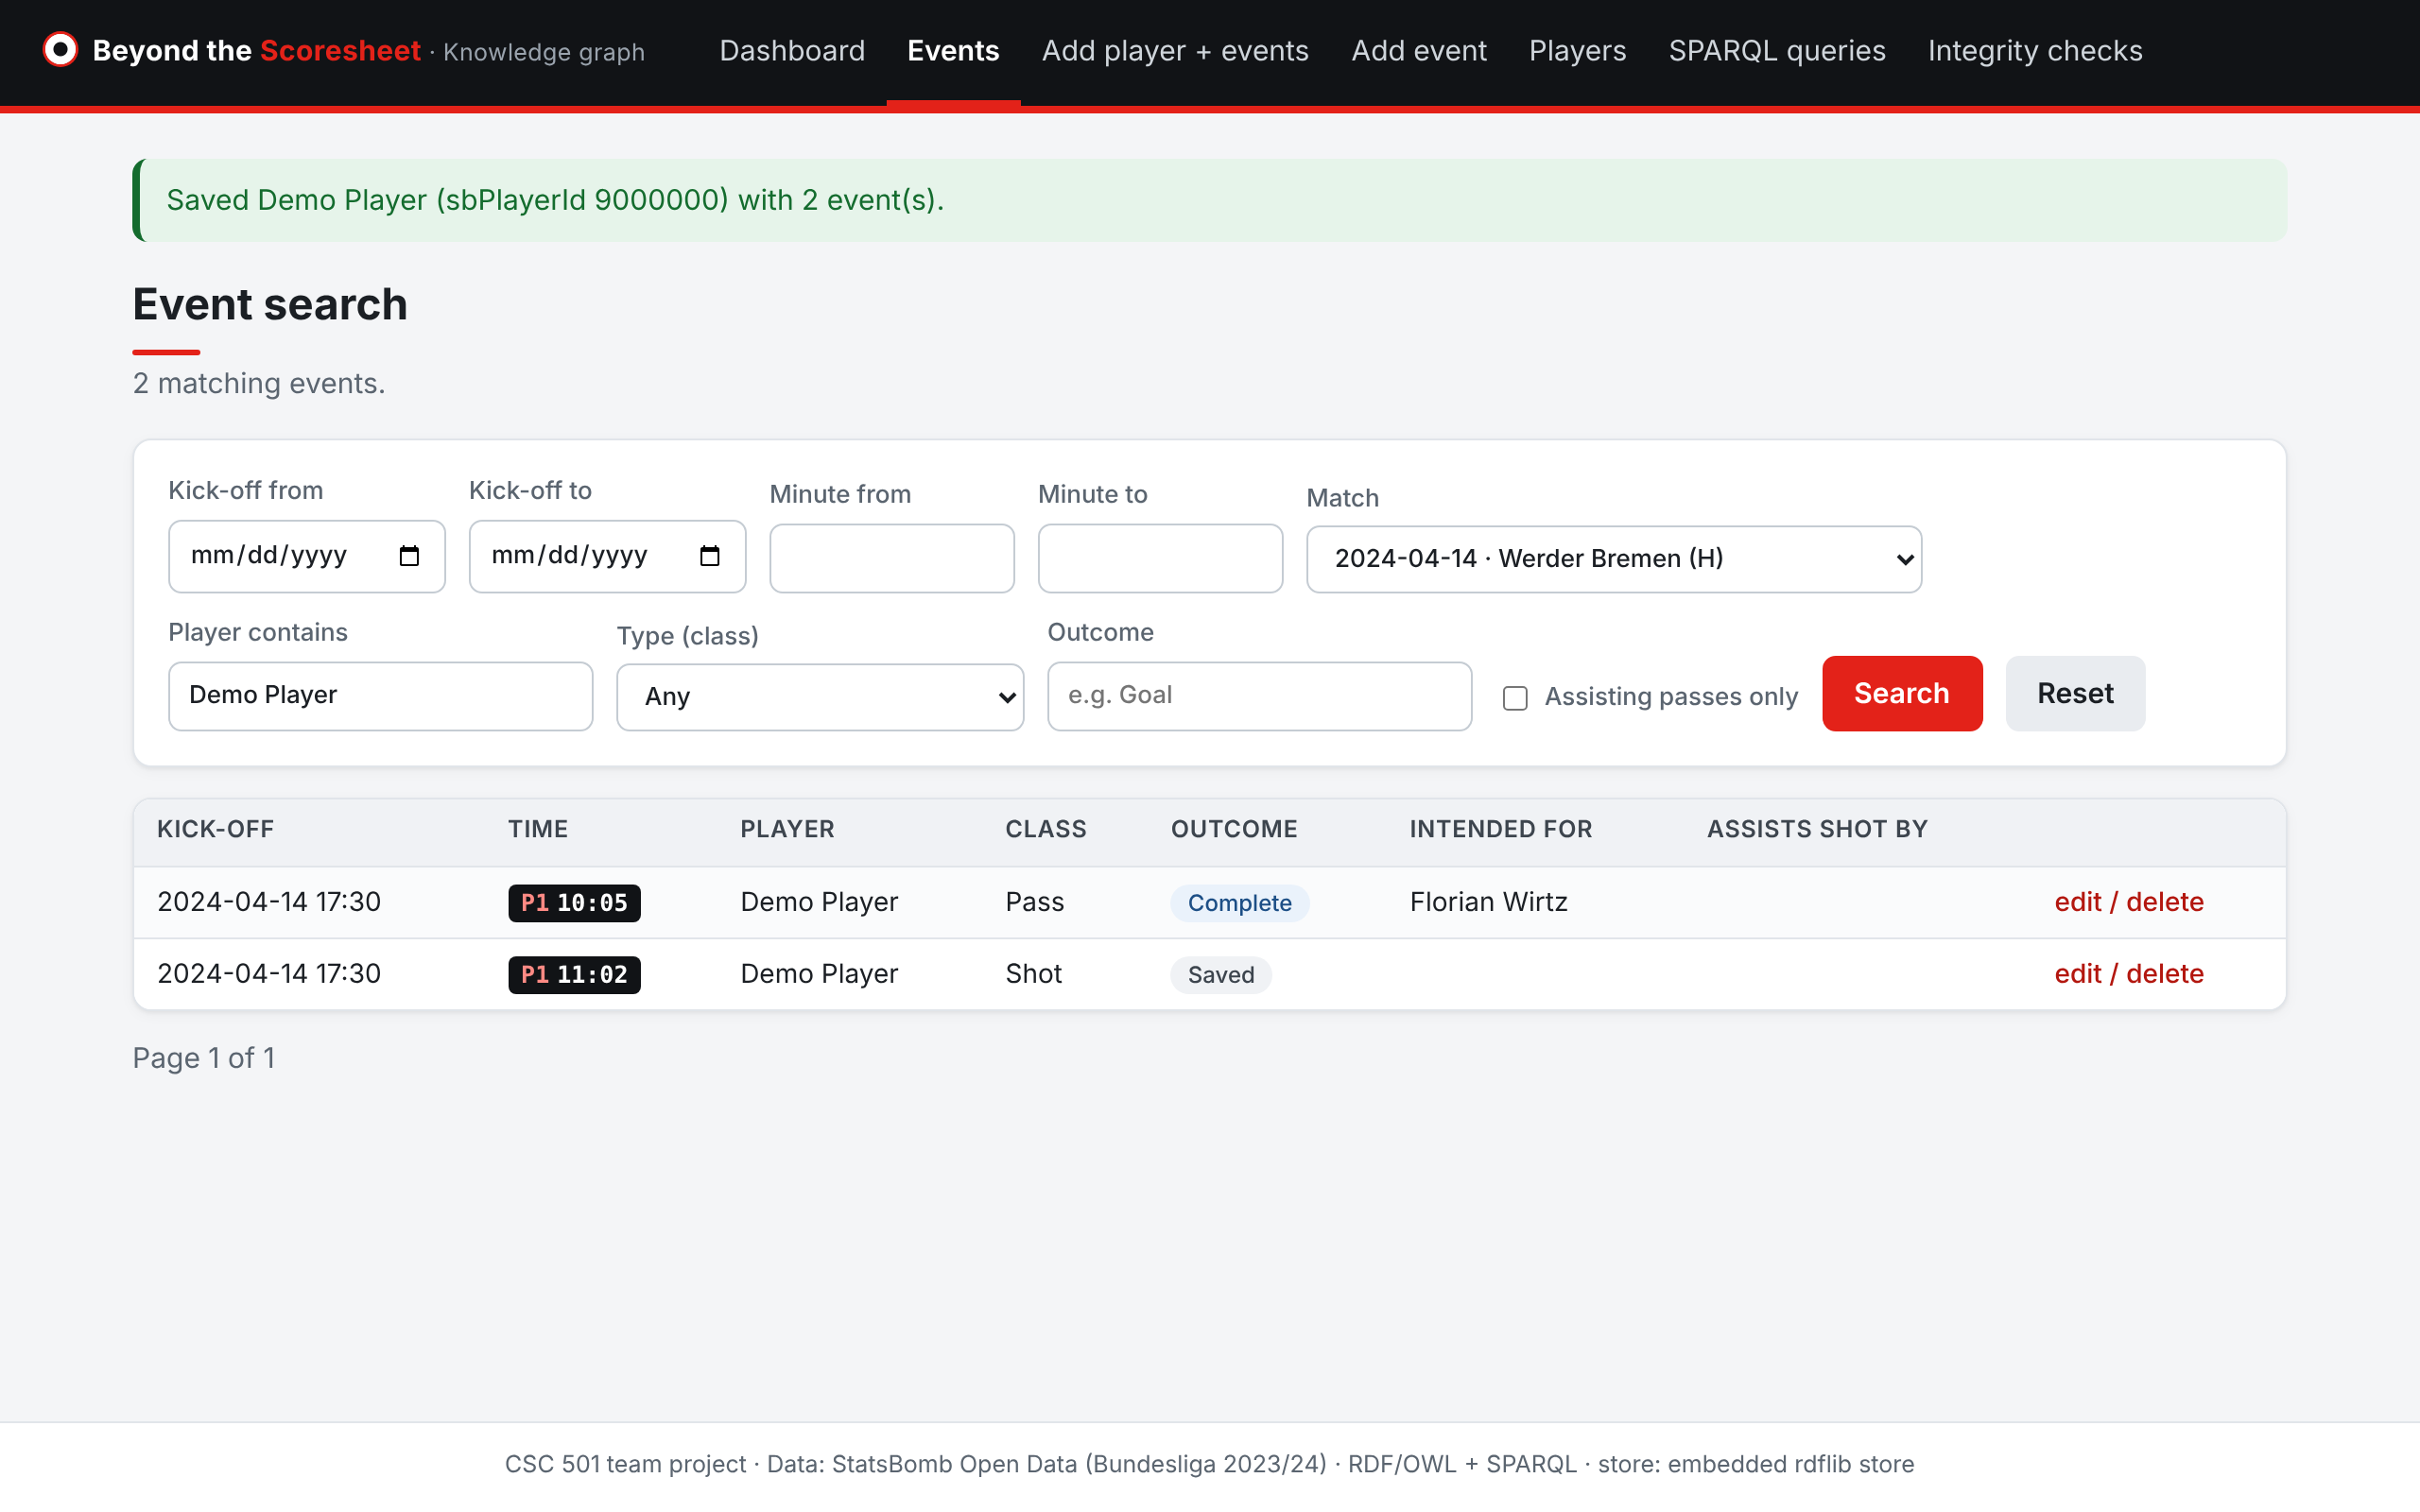 Beyond the Scoresheet · Knowledge graph Dashboard Events Add player + events Add event Players SPARQL queries Integrity checks
Saved Demo Player (sbPlayerId 9000000) with 2 event(s).
Event search
2 matching events.
Kick-off from Kick-off to Minute from Minute to Match
mm/dd/yyyy mm/dd/yyyy 2024-04-14 · Werder Bremen (H)
Player contains Type (class) Outcome
Demo Player Any e.g. Goal Assisting passes only Search Reset
KICK-OFF TIME PLAYER CLASS OUTCOME INTENDED FOR ASSISTS SHOT BY
2024-04-14 17:30 P1 10:05 Demo Player Pass Complete Florian Wirtz edit / delete
2024-04-14 17:30 P1 11:02 Demo Player Shot Saved edit / delete
Page 1 of 1
CSC 501 team project · Data: StatsBomb Open Data (Bundesliga 2023/24) · RDF/OWL + SPARQL · store: embedded rdflib store